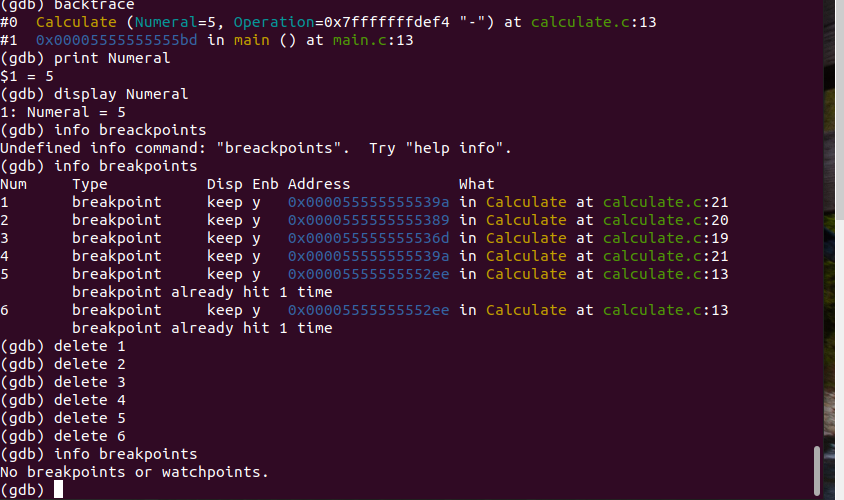 (gdb) backtrace
#0  Calculate (Numeral=5, Operation=0x7fffffffdef4 "-") at calculate.c:13
#1  0x00005555555555bd in main () at main.c:13
(gdb) print Numeral
$1 = 5
(gdb) display Numeral
1: Numeral = 5
(gdb) info breackpoints
Undefined info command: "breackpoints".  Try "help info".
(gdb) info breakpoints
Num     Type           Disp Enb Address            What
1       breakpoint     keep y   0x000055555555539a in Calculate at calculate.c:21
2       breakpoint     keep y   0x0000555555555389 in Calculate at calculate.c:20
3       breakpoint     keep y   0x000055555555536d in Calculate at calculate.c:19
4       breakpoint     keep y   0x000055555555539a in Calculate at calculate.c:21
5       breakpoint     keep y   0x00005555555552ee in Calculate at calculate.c:13
        breakpoint already hit 1 time
6       breakpoint     keep y   0x00005555555552ee in Calculate at calculate.c:13
        breakpoint already hit 1 time
(gdb) delete 1
(gdb) delete 2
(gdb) delete 3
(gdb) delete 4
(gdb) delete 5
(gdb) delete 6
(gdb) info breakpoints
No breakpoints or watchpoints.
(gdb)